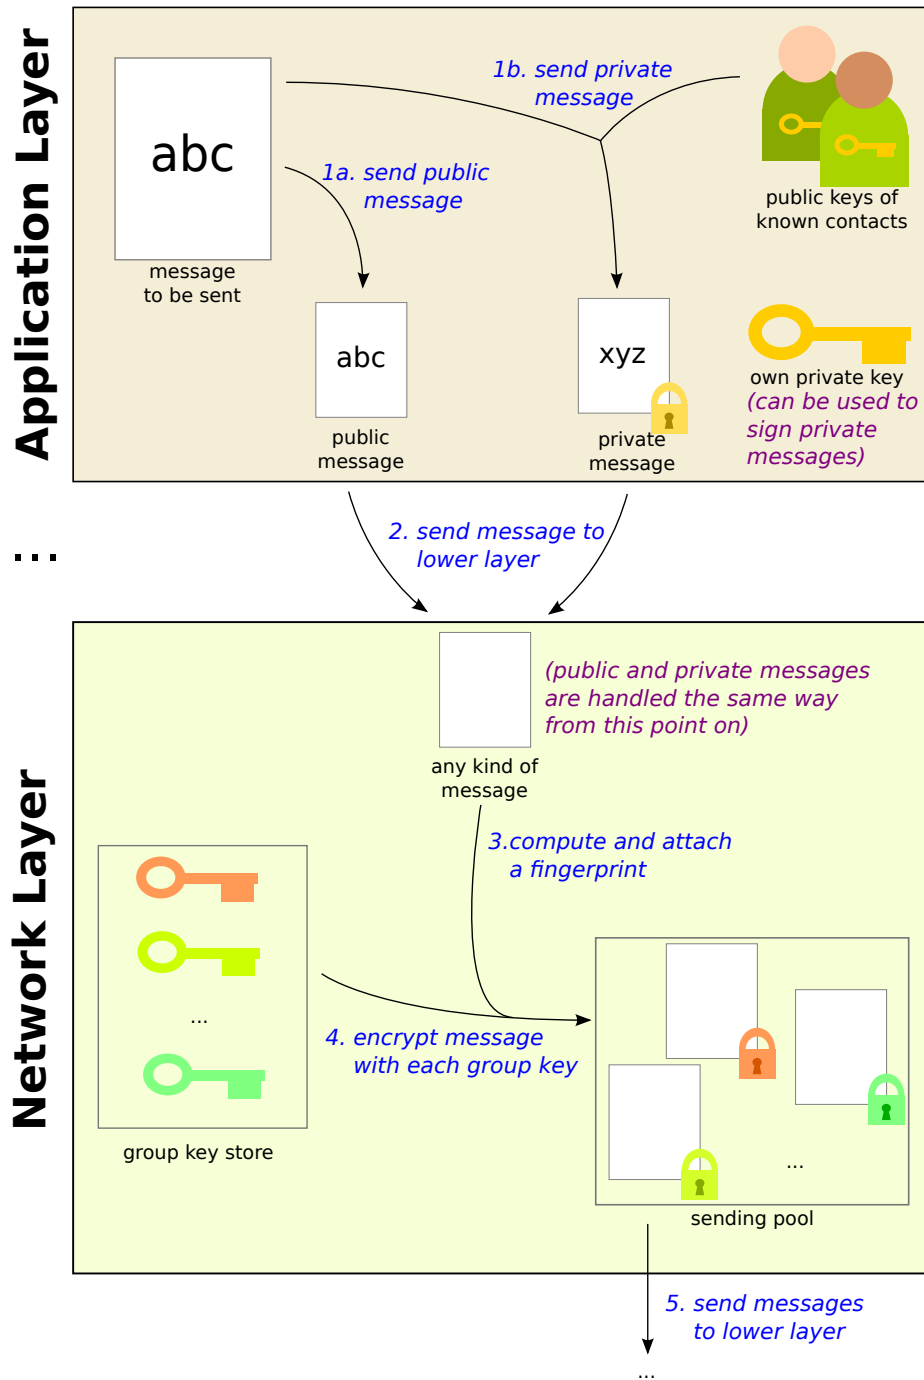 Application Layer
abc
message
to be sent
1a. send public
message
1b. send private
message
public keys of
known contacts
abc
public
message
xyz
private
message
own private key
(can be used to
sign private
messages)
...
2. send message to
lower layer
Network Layer
any kind of
message
(public and private messages
are handled the same way
from this point on)
3.compute and attach
a fingerprint
...
group key store
4. encrypt message
with each group key
...
sending pool
5. send messages
to lower layer
...